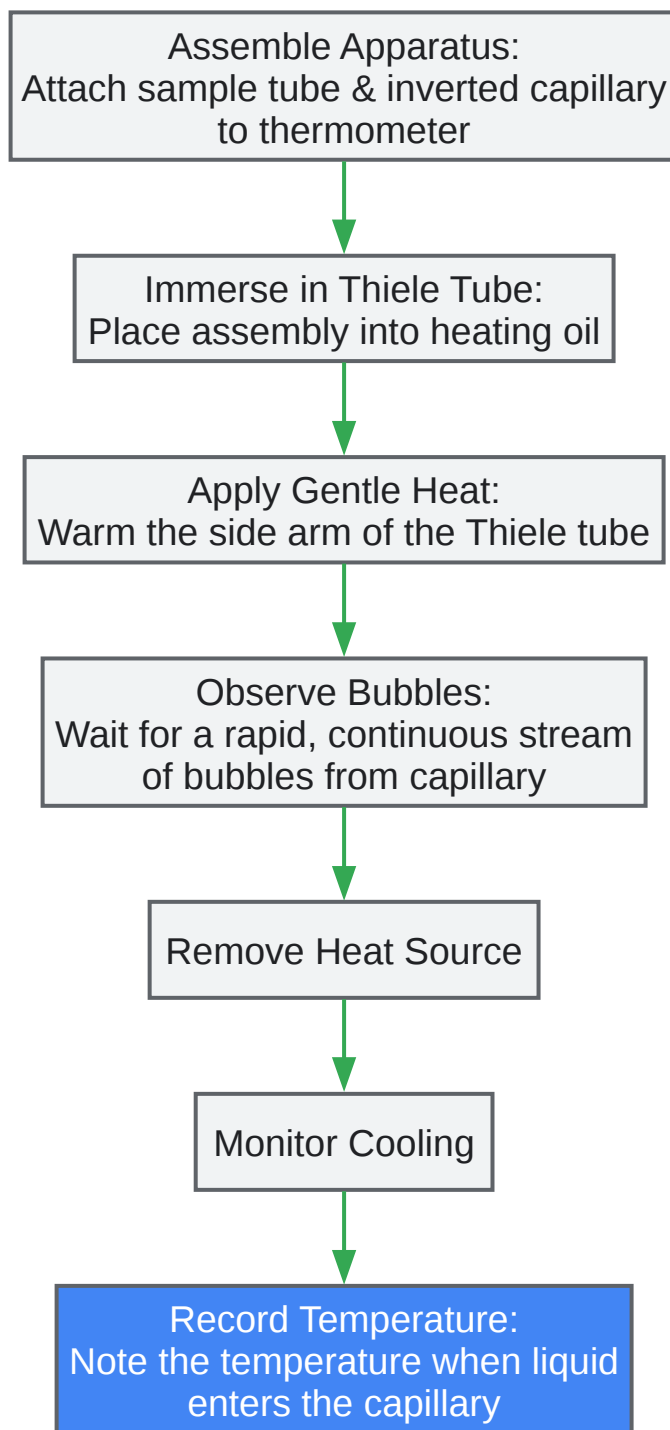 Assemble Apparatus:
Attach sample tube & inverted capillary
to thermometer
Immerse in Thiele Tube:
Place assembly into heating oil
Apply Gentle Heat:
Warm the side arm of the Thiele tube
Observe Bubbles:
Wait for a rapid, continuous stream
of bubbles from capillary
Remove Heat Source
Monitor Cooling
Record Temperature:
Note the temperature when liquid
enters the capillary